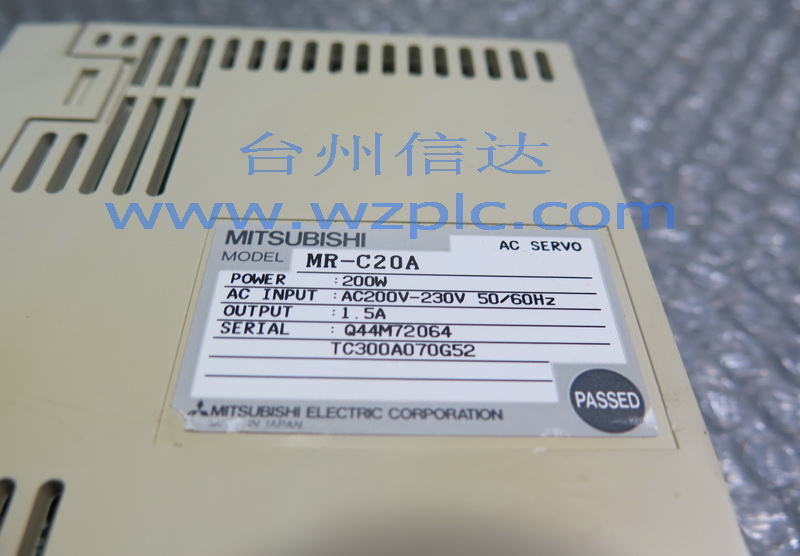 台州信达
www.wzplc.com
MITSUBISHI
AC SERVO
MODEL MR-C20A
POWER :200W
AC INPUT :AC200V-230V 50/60Hz
OUTPUT :1.5A
SERIAL :Q44M72064
TC300A070G52
PASSED
MITSUBISHI ELECTRIC CORPORATION
JAPAN